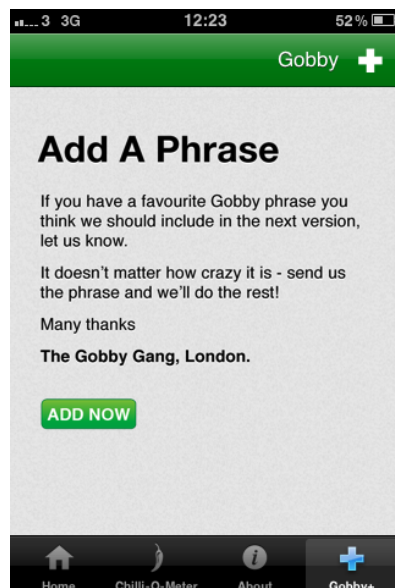 3 3G 12:23 52%
Gobby
Add A Phrase
If you have a favourite Gobby phrase you
think we should include in the next version,
let us know.
It doesn't matter how crazy it is - send us
the phrase and we'll do the rest!
Many thanks
The Gobby Gang, London.
ADD NOW
Home Chilli-O-Meter About Gobby+